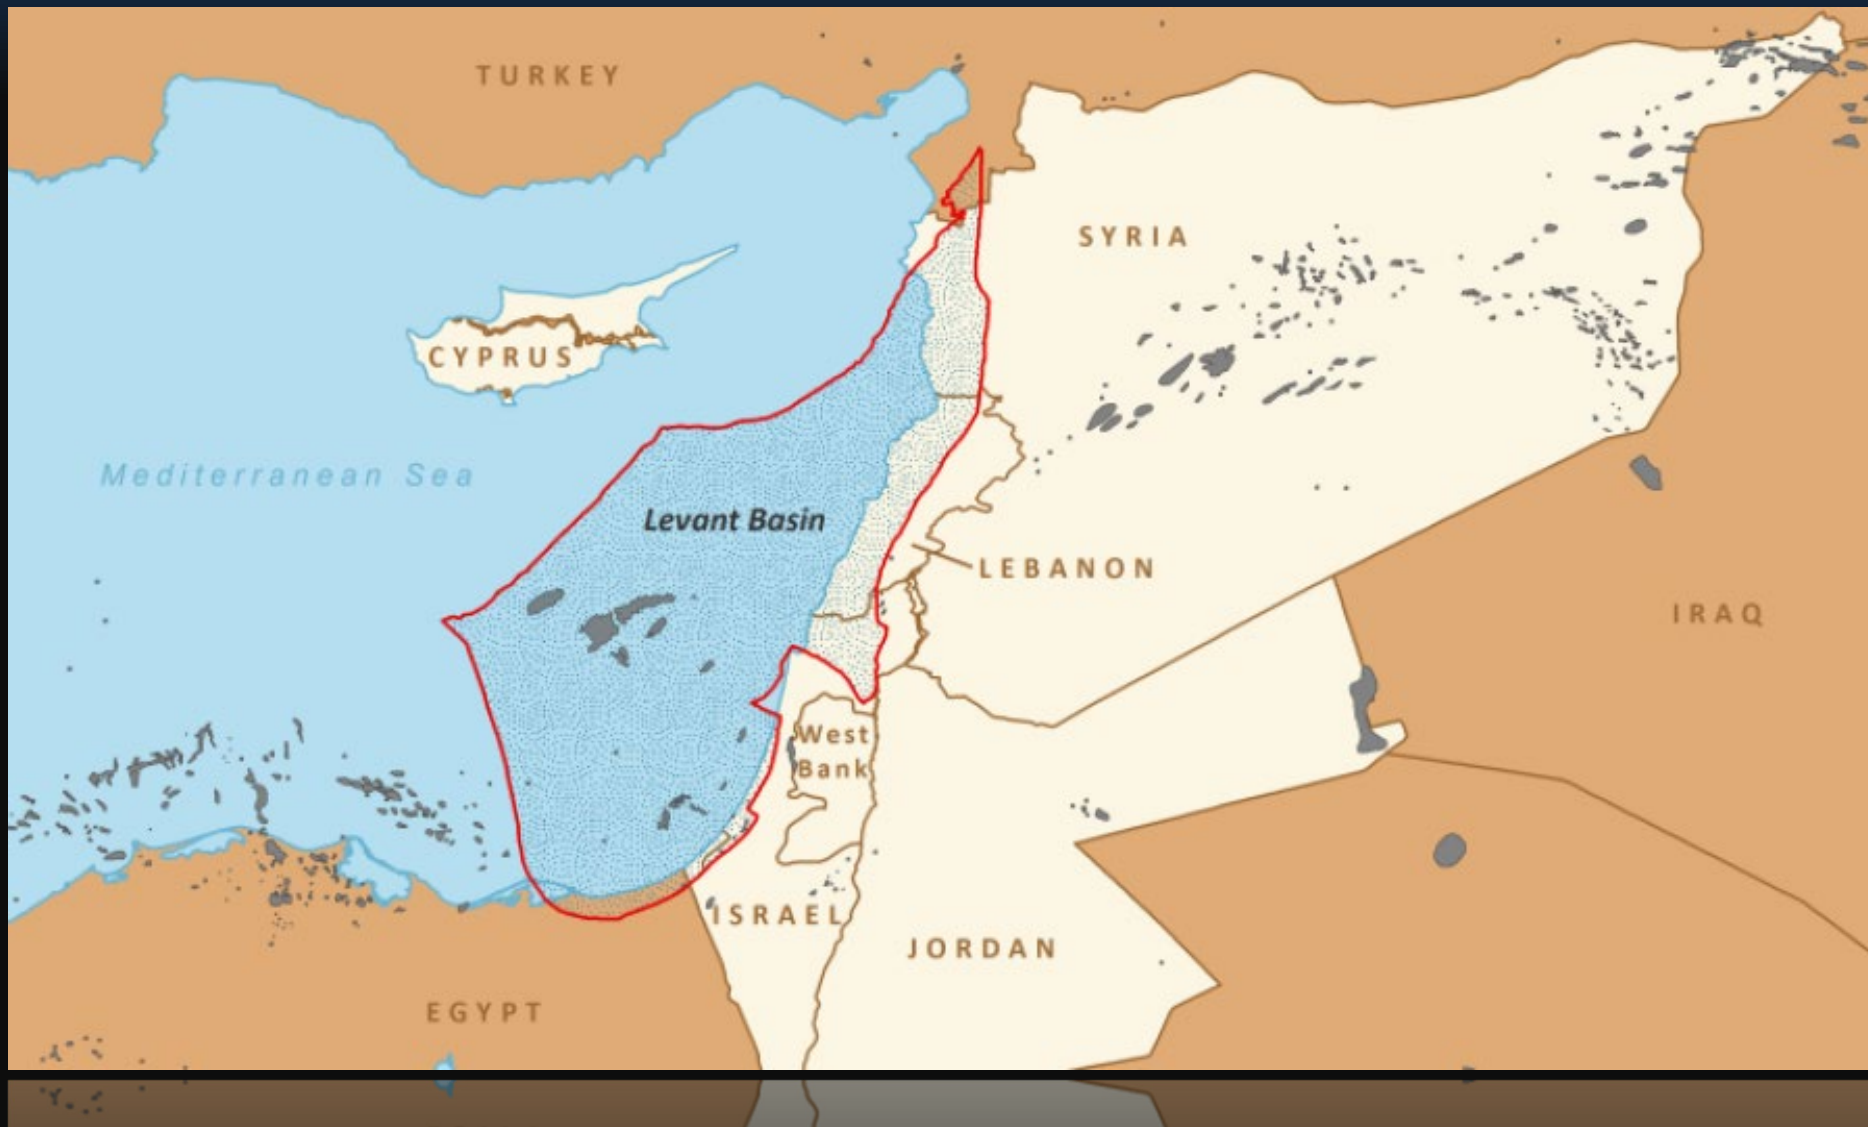 TURKEY
SYRIA
CYPRUS
Mediterranean Sea
Levant Basin
LEBANON
IRAQ
West
Bank
ISRAEL
JORDAN
EGYPT